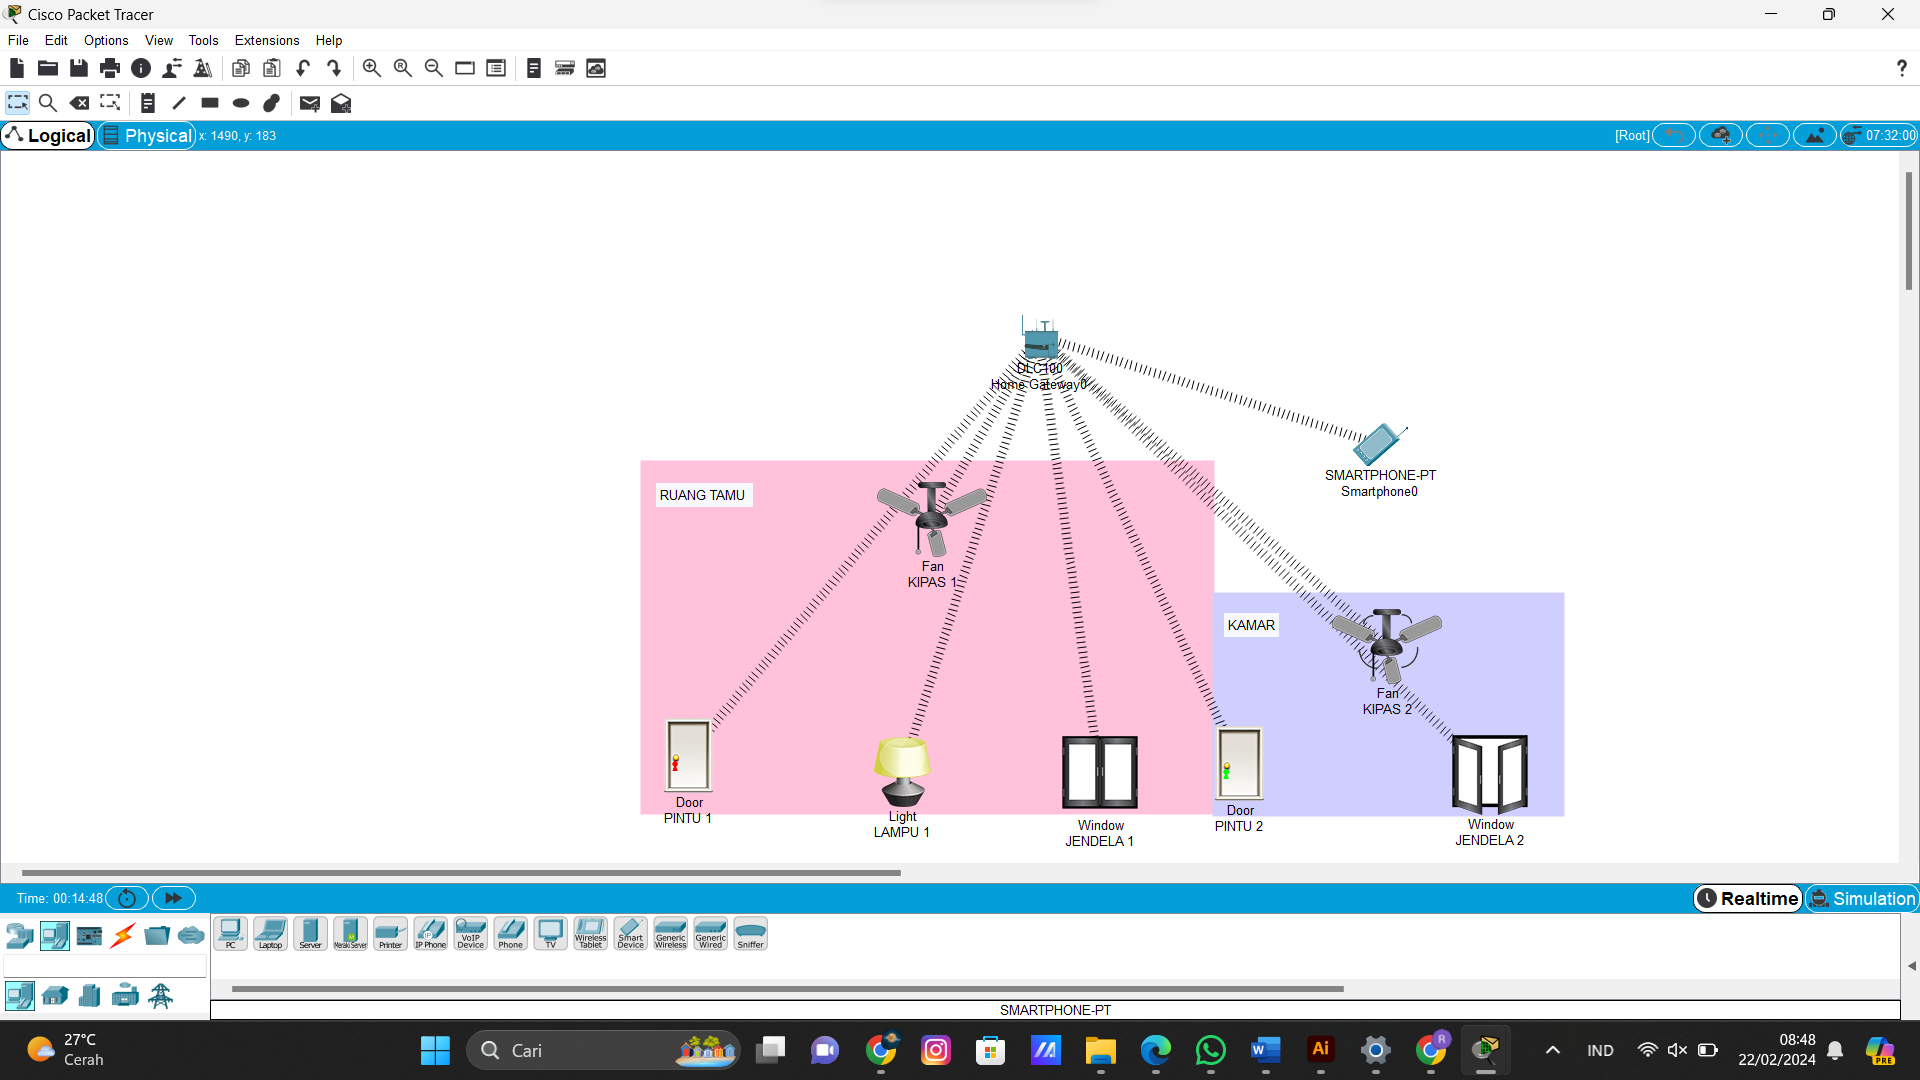 Cisco Packet Tracer
File Edit Options View Tools Extensions Help
?
Logical Physical x: 1490, y: 183 [Root] 07:32:00
DLC100
Home Gateway0
SMARTPHONE-PT
Smartphone0
RUANG TAMU
Fan
KIPAS 1
KAMAR
Fan
KIPAS 2
Door
PINTU 1
Light
LAMPU 1
Window
JENDELA 1
Door
PINTU 2
Window
JENDELA 2
Time: 00:14:48 Realtime Simulation
PC Laptop Server Meraki Server Printer IP Phone VoIP Device Phone TV Wireless Tablet Smart Device Generic Wireless Generic Wired Sniffer
SMARTPHONE-PT
27°C
Cerah
Cari
IND
08:48
22/02/2024
W
Ai
R
PRE